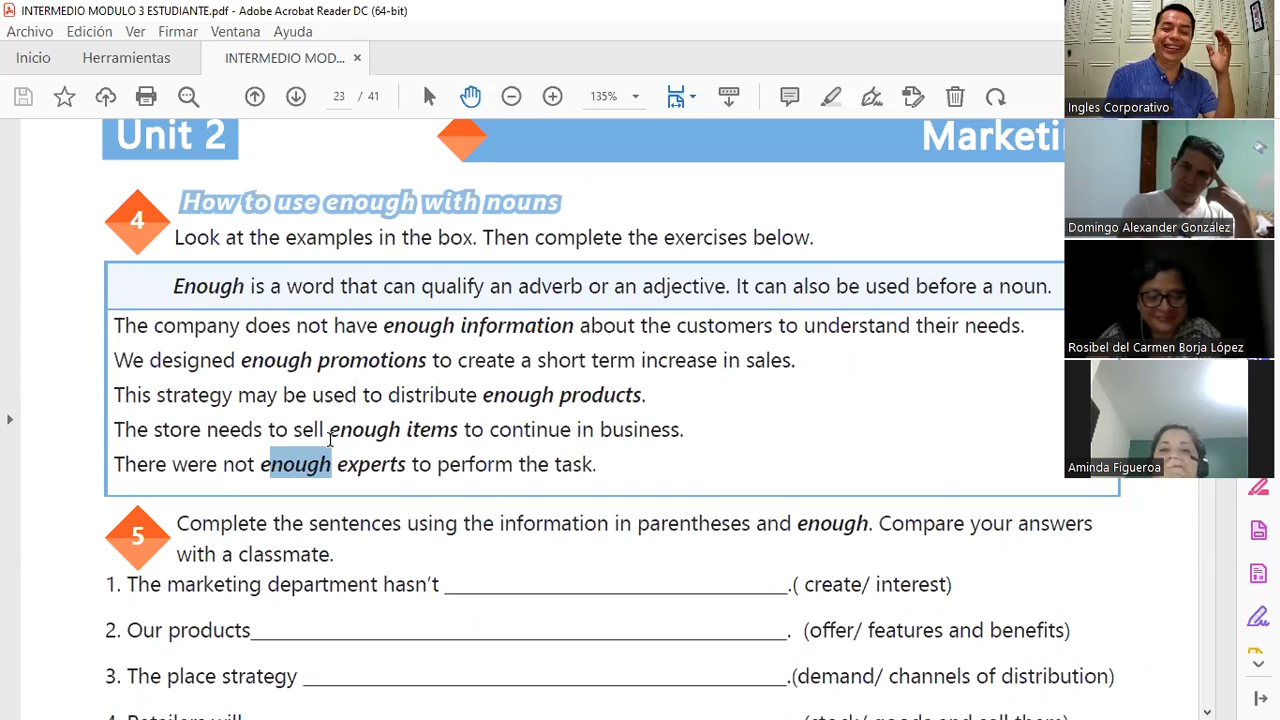 INTERMEDIO MODULO 3 ESTUDIANTE.pdf - Adobe Acrobat Reader DC (64-bit)
Archivo Edición Ver Firmar Ventana Ayuda
Inicio Herramientas INTERMEDIO MOD... ×
23 / 41 135%
Unit 2
4 How to use enough with nouns
Look at the examples in the box. Then complete the exercises below.
Enough is a word that can qualify an adverb or an adjective. It can also be used before a noun.
The company does not have enough information about the customers to understand their needs.
We designed enough promotions to create a short term increase in sales.
This strategy may be used to distribute enough products.
The store needs to sell enough items to continue in business.
There were not enough experts to perform the task.
5 Complete the sentences using the information in parentheses and enough. Compare your answers
with a classmate.
1. The marketing department hasn't ______________________________.( create/ interest)
2. Our products______________________________. (offer/ features and benefits)
3. The place strategy ______________________________.(demand/ channels of distribution)
Ingles Corporativo
Domingo Alexander González
Rosibel del Carmen Borja López
Aminda Figueroa